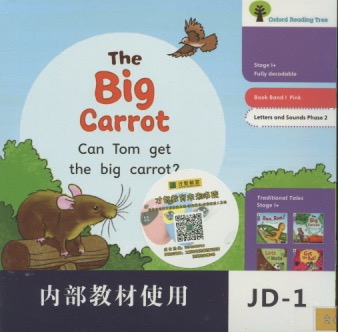 Oxford Reading Tree
The
Big
Carrot
Can Tom get
the big carrot?
Stage 1+
Fully decodable
Book Band 1 Pink
Letters and Sounds Phase 2
Traditional Tales
Stage 1+
内部教材使用
JD-1